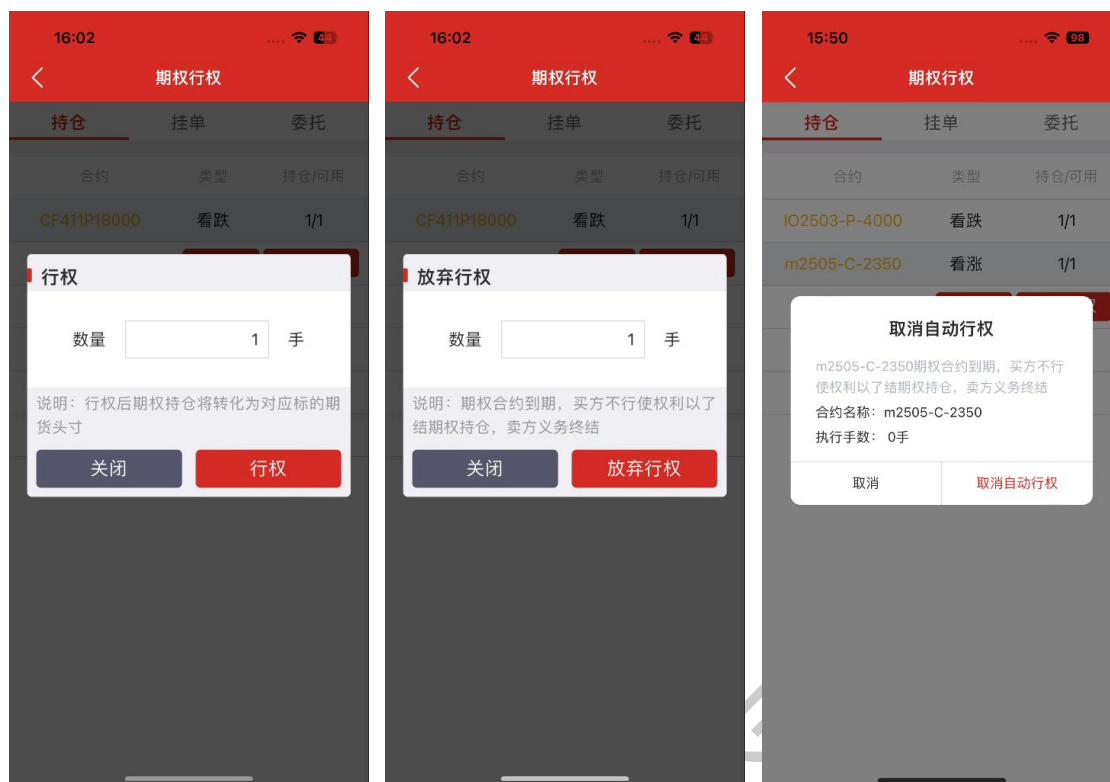 16:02
44
期权行权
持仓 挂单 委托
合约 类型 持仓/可用
CF411P18000 看跌 1/1
行权
数量 1 手
说明：行权后期权持仓将转化为对应标的期
货头寸
关闭 行权
16:02
44
期权行权
持仓 挂单 委托
合约 类型 持仓/可用
CF411P18000 看跌 1/1
放弃行权
数量 1 手
说明：期权合约到期，买方不行使权利以了
结期权持仓，卖方义务终结
关闭 放弃行权
15:50
98
期权行权
持仓 挂单 委托
合约 类型 持仓/可用
IO2503-P-4000 看跌 1/1
m2505-C-2350 看涨 1/1
取消自动行权
m2505-C-2350期权合约到期，买方不行
使权利以了结期权持仓，卖方义务终结
合约名称：m2505-C-2350
执行手数：0手
取消 取消自动行权